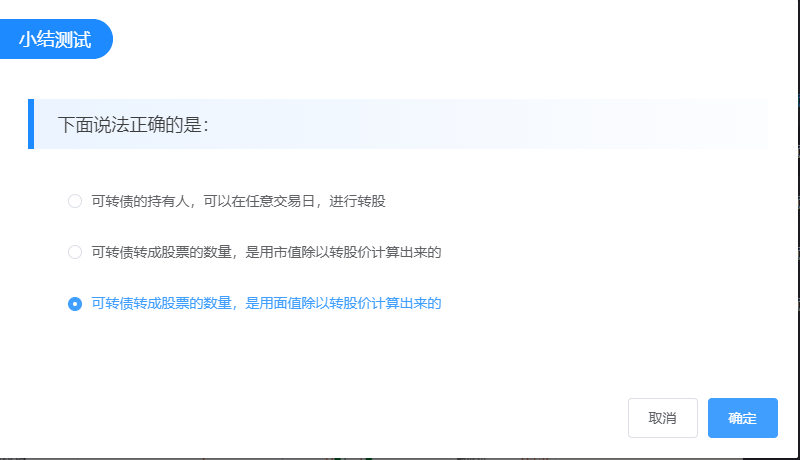 小结测试
下面说法正确的是：
可转债的持有人，可以在任意交易日，进行转股
可转债转成股票的数量，是用市值除以转股价计算出来的
可转债转成股票的数量，是用面值除以转股价计算出来的
取消
确定